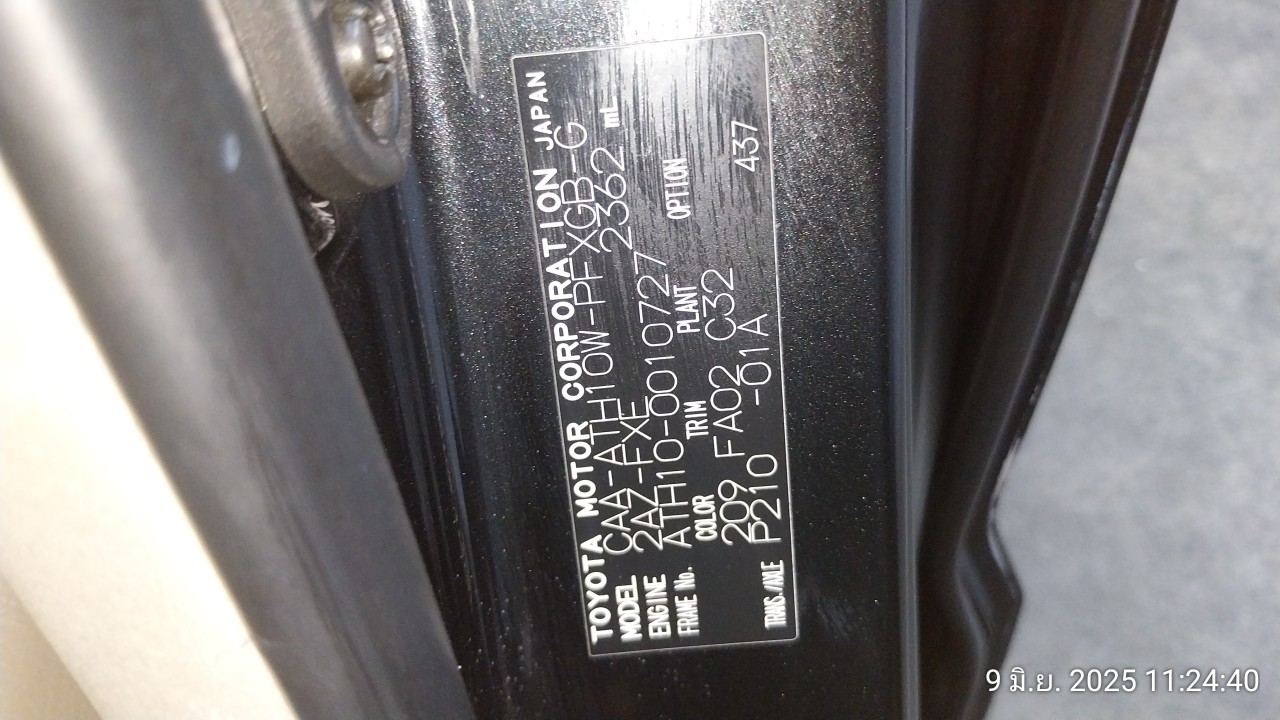 TOYOTA MOTOR CORPORATION JAPAN
MODEL CAA-ATH10W-PFXGB-G
ENGINE 2AZ-FXE 2362 mL
FRAME No. ATH10-0010727
COLOR TRIM PLANT OPTION
209 FA02 C32 437
TRANS./AXLE P210 -01A
9 มิ.ย. 2025 11:24:40